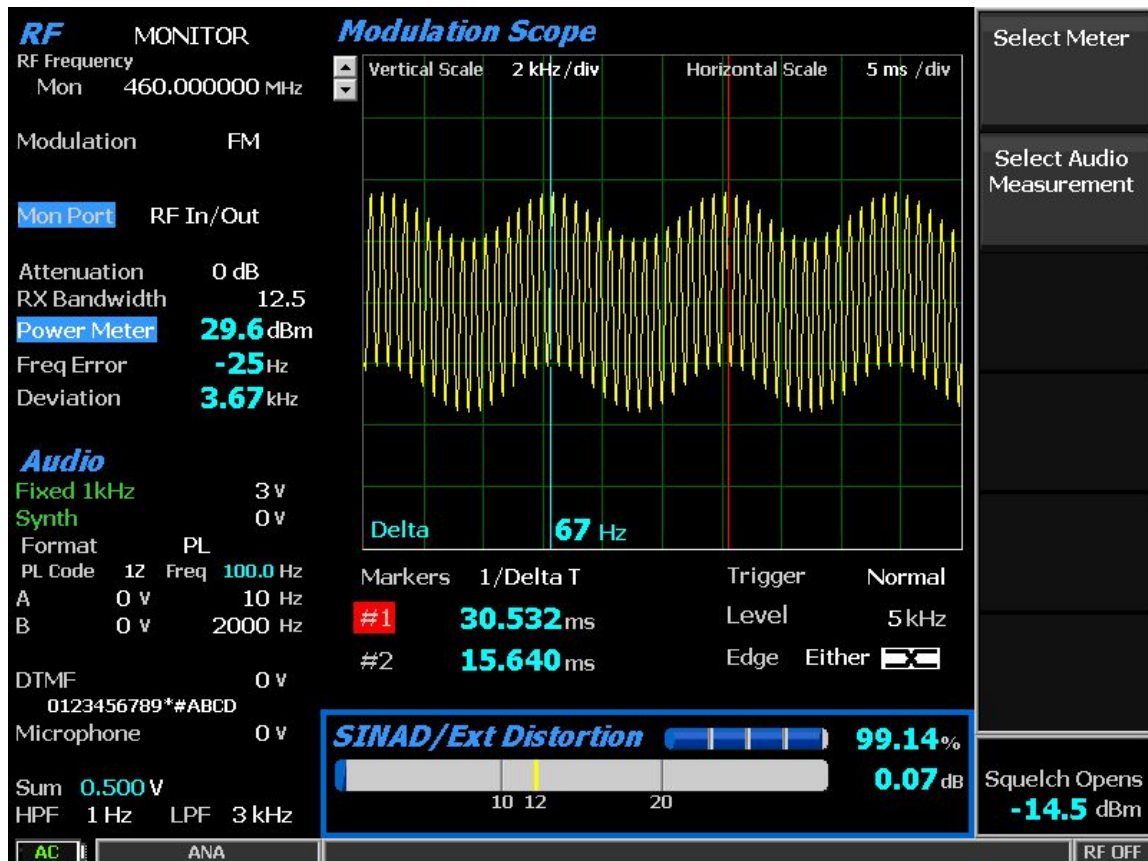 RF MONITOR
RF Frequency
Mon 460.000000 MHz
Modulation FM
Mon Port RF In/Out
Attenuation 0 dB
RX Bandwidth 12.5
Power Meter 29.6 dBm
Freq Error -25 Hz
Deviation 3.67 kHz
Audio
Fixed 1kHz 3 V
Synth 0 V
Format PL
PL Code 1Z Freq 100.0 Hz
A 0 V 10 Hz
B 0 V 2000 Hz
DTMF 0 V
0123456789*#ABCD
Microphone 0 V
Sum 0.500 V
HPF 1 Hz LPF 3 kHz
Modulation Scope
Vertical Scale 2 kHz/div Horizontal Scale 5 ms /div
Delta 67 Hz
Markers 1/Delta T Trigger Normal
#1 30.532 ms Level 5 kHz
#2 15.640 ms Edge Either
SINAD/Ext Distortion 99.14%
0.07 dB
10 12 20
Select Meter
Select Audio
Measurement
Squelch Opens
-14.5 dBm
AC ANA RF OFF